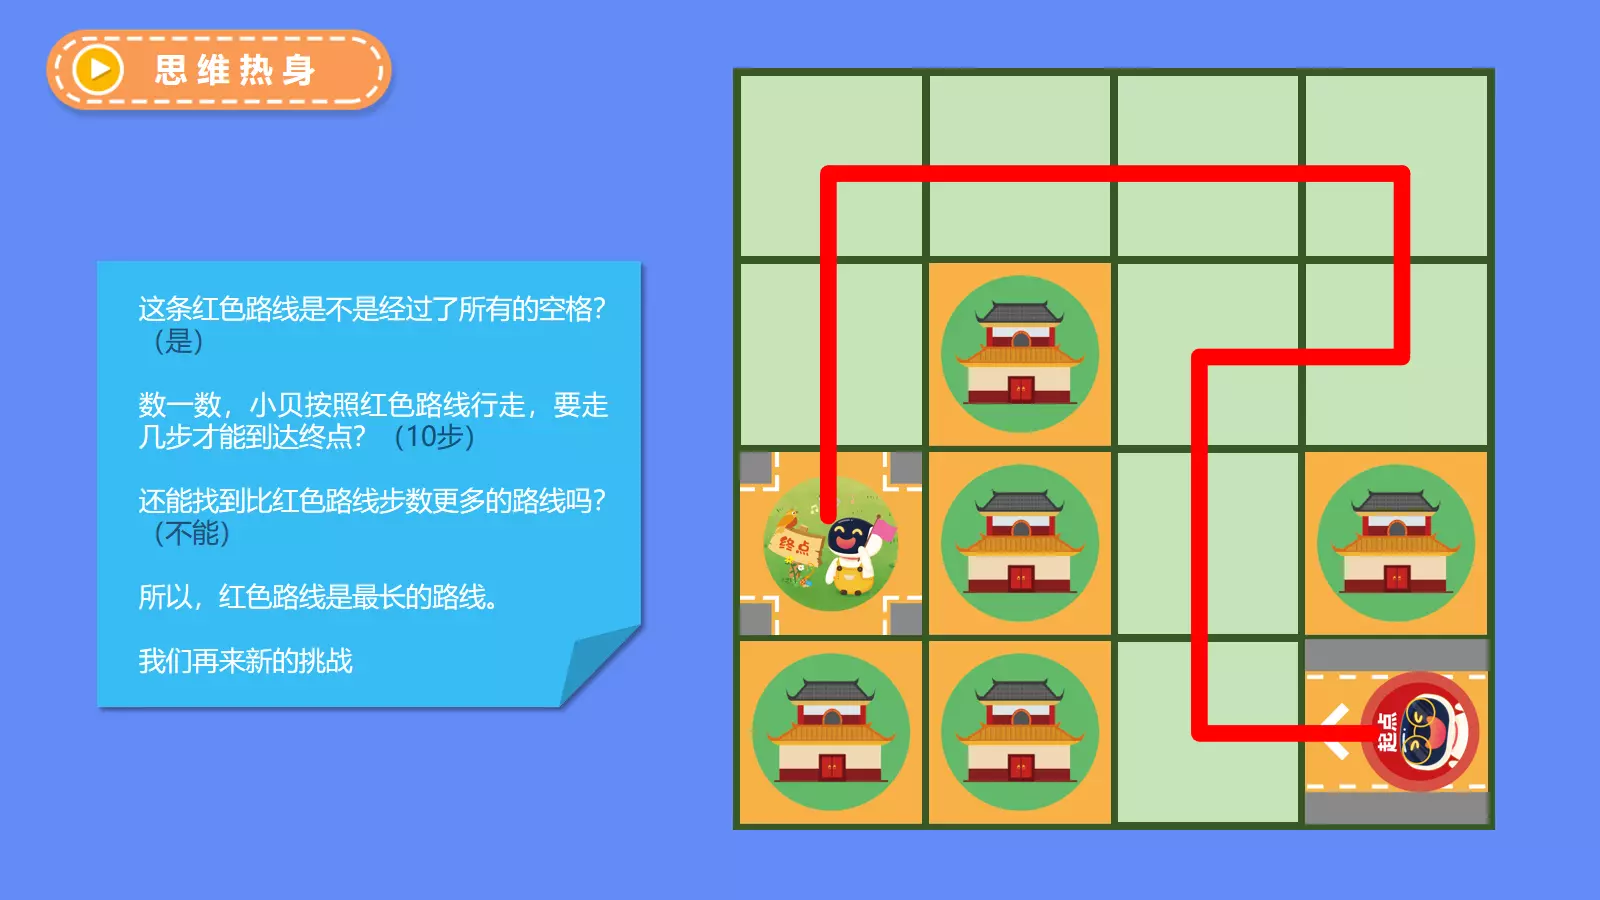 思维热身
这条红色路线是不是经过了所有的空格？
（是）
数一数，小贝按照红色路线行走，要走
几步才能到达终点？（10步）
还能找到比红色路线步数更多的路线吗？
（不能）
所以，红色路线是最长的路线。
我们再来新的挑战
终点
起点